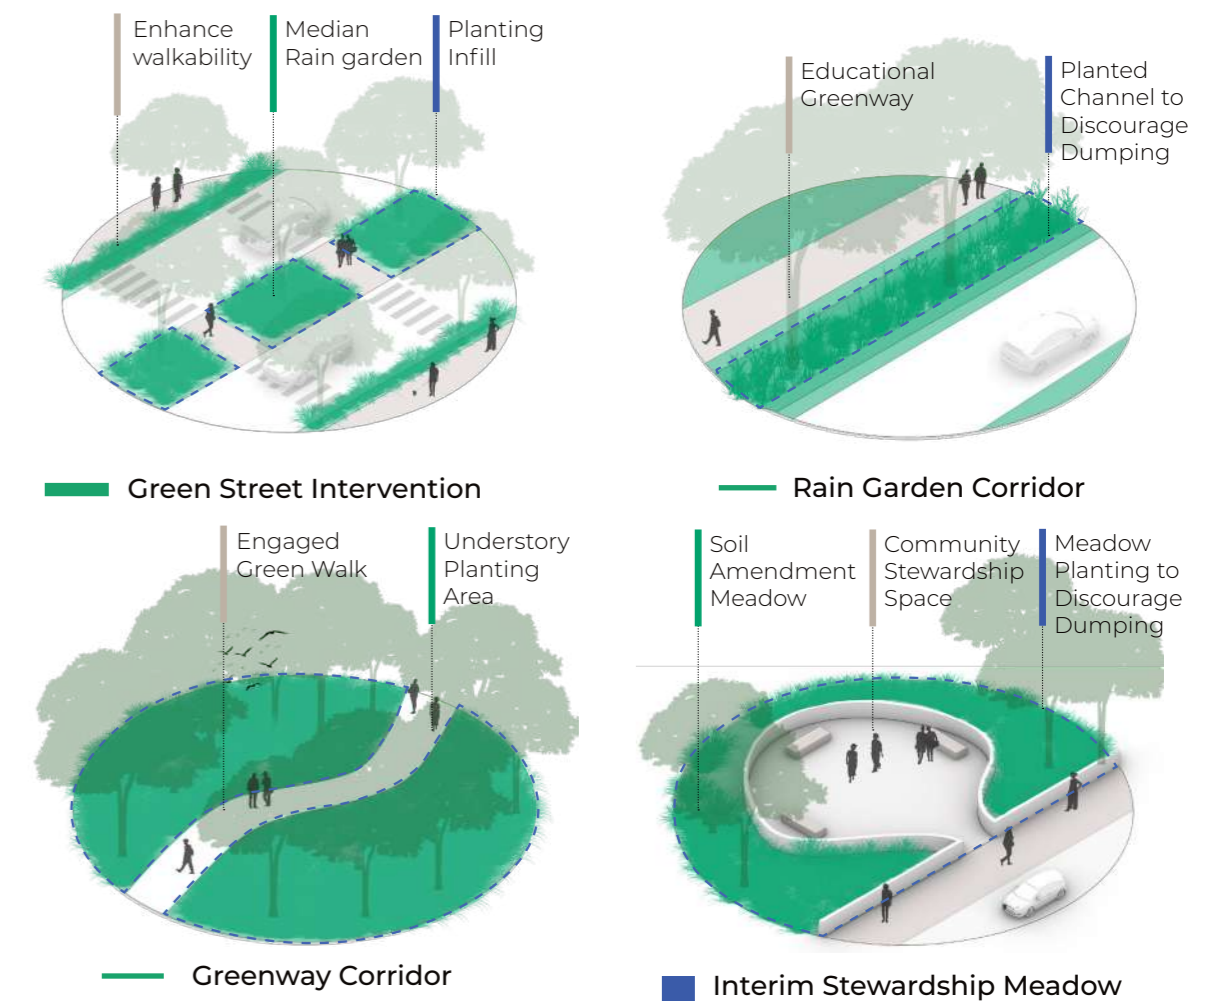 Enhance
walkability
Median
Rain garden
Planting
Infill
Green Street Intervention
Educational
Greenway
Planted
Channel to
Discourage
Dumping
Rain Garden Corridor
Engaged
Green Walk
Understory
Planting
Area
Greenway Corridor
Soil
Amendment
Meadow
Community
Stewardship
Space
Meadow
Planting to
Discourage
Dumping
Interim Stewardship Meadow